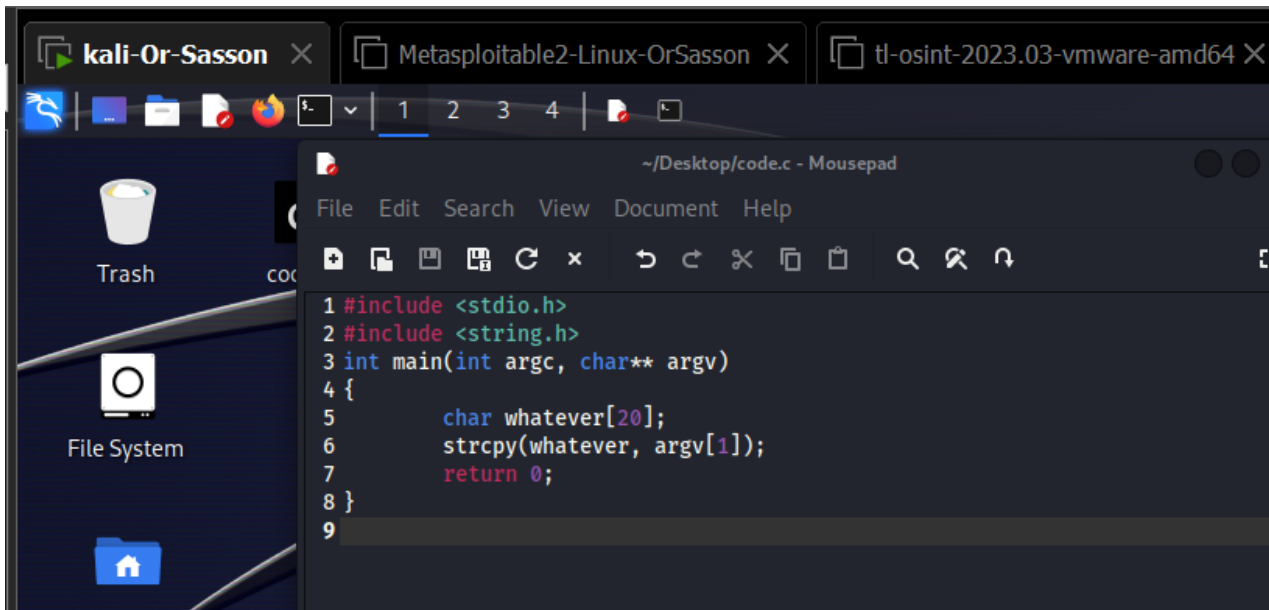 kali-Or-Sasson Metasploitable2-Linux-OrSasson tl-osint-2023.03-vmware-amd64
1 2 3 4
~/Desktop/code.c - Mousepad
File Edit Search View Document Help
Trash
1 #include <stdio.h>
2 #include <string.h>
3 int main(int argc, char** argv)
4 {
5 char whatever[20];
6 strcpy(whatever, argv[1]);
7 return 0;
8 }
9
File System